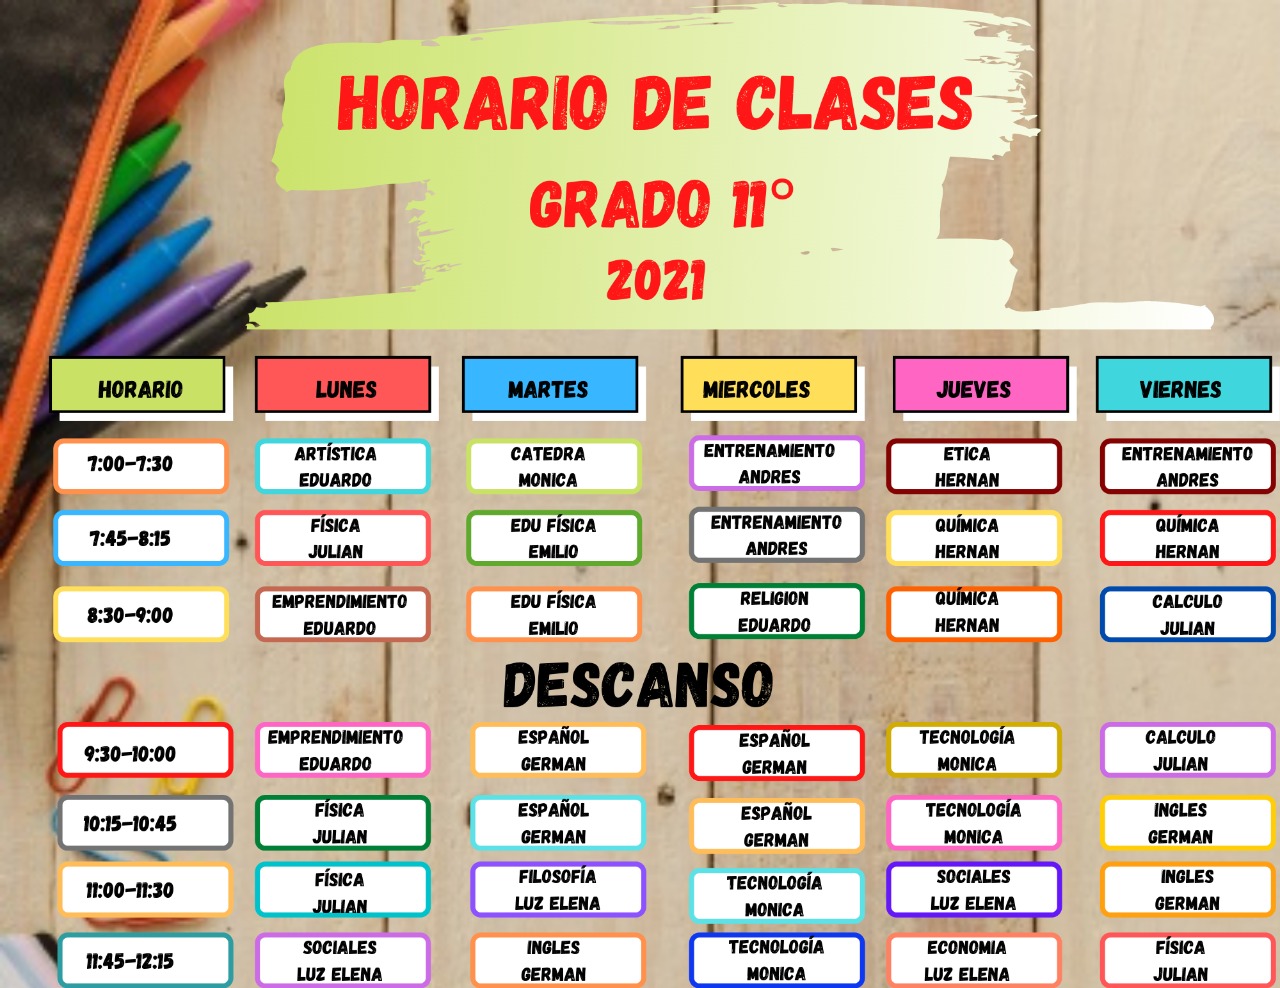 HORARIO DE CLASES
GRADO 11°
2021
HORARIO LUNES MARTES MIERCOLES JUEVES VIERNES
7:00-7:30 ARTÍSTICA CATEDRA ENTRENAMIENTO ETICA ENTRENAMIENTO
EDUARDO MONICA ANDRES HERNAN ANDRES
7:45-8:15 FÍSICA EDU FÍSICA ENTRENAMIENTO QUÍMICA QUÍMICA
JULIAN EMILIO ANDRES HERNAN HERNAN
8:30-9:00 EMPRENDIMIENTO EDU FÍSICA RELIGION QUÍMICA CALCULO
EDUARDO EMILIO EDUARDO HERNAN JULIAN
DESCANSO
9:30-10:00 EMPRENDIMIENTO ESPAÑOL ESPAÑOL TECNOLOGÍA CALCULO
EDUARDO GERMAN GERMAN MONICA JULIAN
10:15-10:45 FÍSICA ESPAÑOL ESPAÑOL TECNOLOGÍA INGLES
JULIAN GERMAN GERMAN MONICA GERMAN
11:00-11:30 FÍSICA FILOSOFÍA TECNOLOGÍA SOCIALES INGLES
JULIAN LUZ ELENA MONICA LUZ ELENA GERMAN
11:45-12:15 SOCIALES INGLES TECNOLOGÍA ECONOMIA FÍSICA
LUZ ELENA GERMAN MONICA LUZ ELENA JULIAN